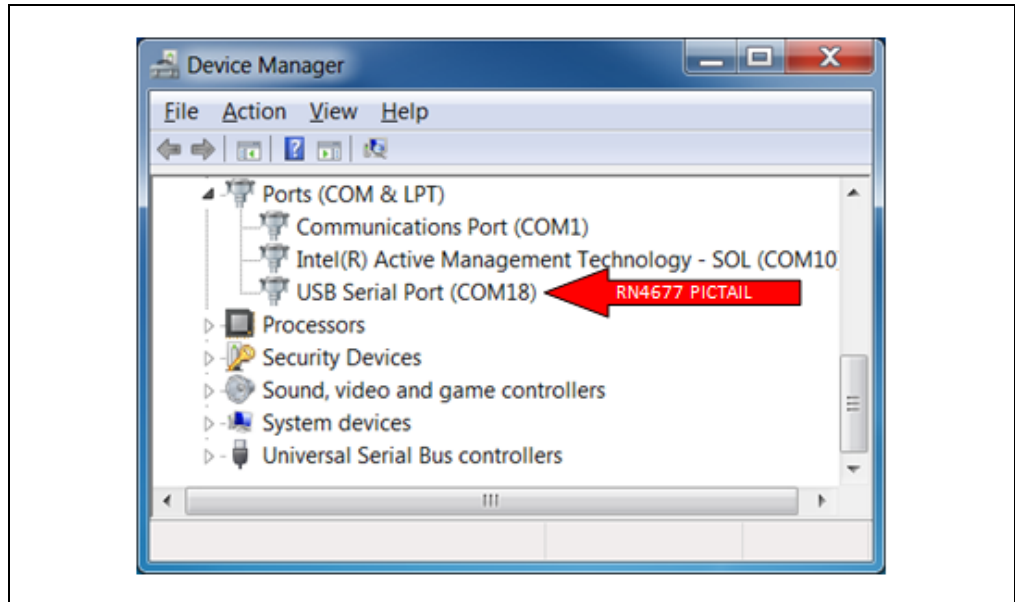 Device Manager
File Action View Help
Ports (COM & LPT)
Communications Port (COM1)
Intel(R) Active Management Technology - SOL (COM10
USB Serial Port (COM18) RN4677 PICTAIL
Processors
Security Devices
Sound, video and game controllers
System devices
Universal Serial Bus controllers